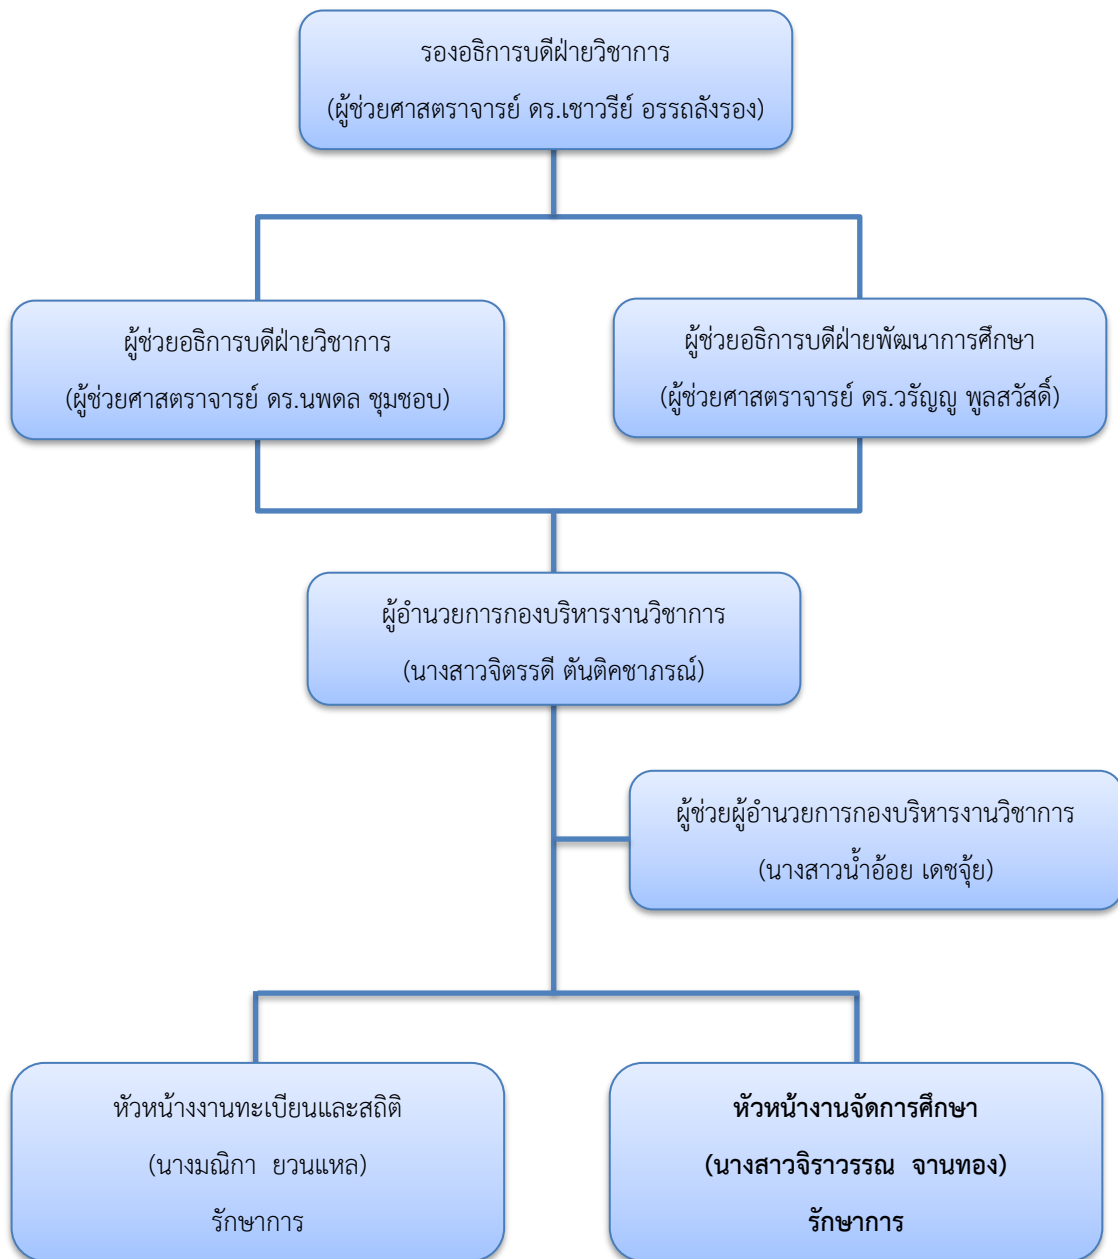 รองอธิการบดีฝ่ายวิชาการ
(ผู้ช่วยศาสตราจารย์ ดร.เชาวรีย์ อรรถลังรอง)
ผู้ช่วยอธิการบดีฝ่ายวิชาการ
(ผู้ช่วยศาสตราจารย์ ดร.นพดล ชุมชอบ)
ผู้ช่วยอธิการบดีฝ่ายพัฒนาการศึกษา
(ผู้ช่วยศาสตราจารย์ ดร.วรัญญู พูลสวัสดิ์)
ผู้อำนวยการกองบริหารงานวิชาการ
(นางสาวจิตรรดี ตันติคชาภรณ์)
ผู้ช่วยผู้อำนวยการกองบริหารงานวิชาการ
(นางสาวน้ำอ้อย เดชจุ้ย)
หัวหน้างงานทะเบียนและสถิติ
(นางมณิกา ยวนแหล)
รักษาการ
หัวหน้างานจัดการศึกษา
(นางสาวจิราวรรณ จานทอง)
รักษาการ